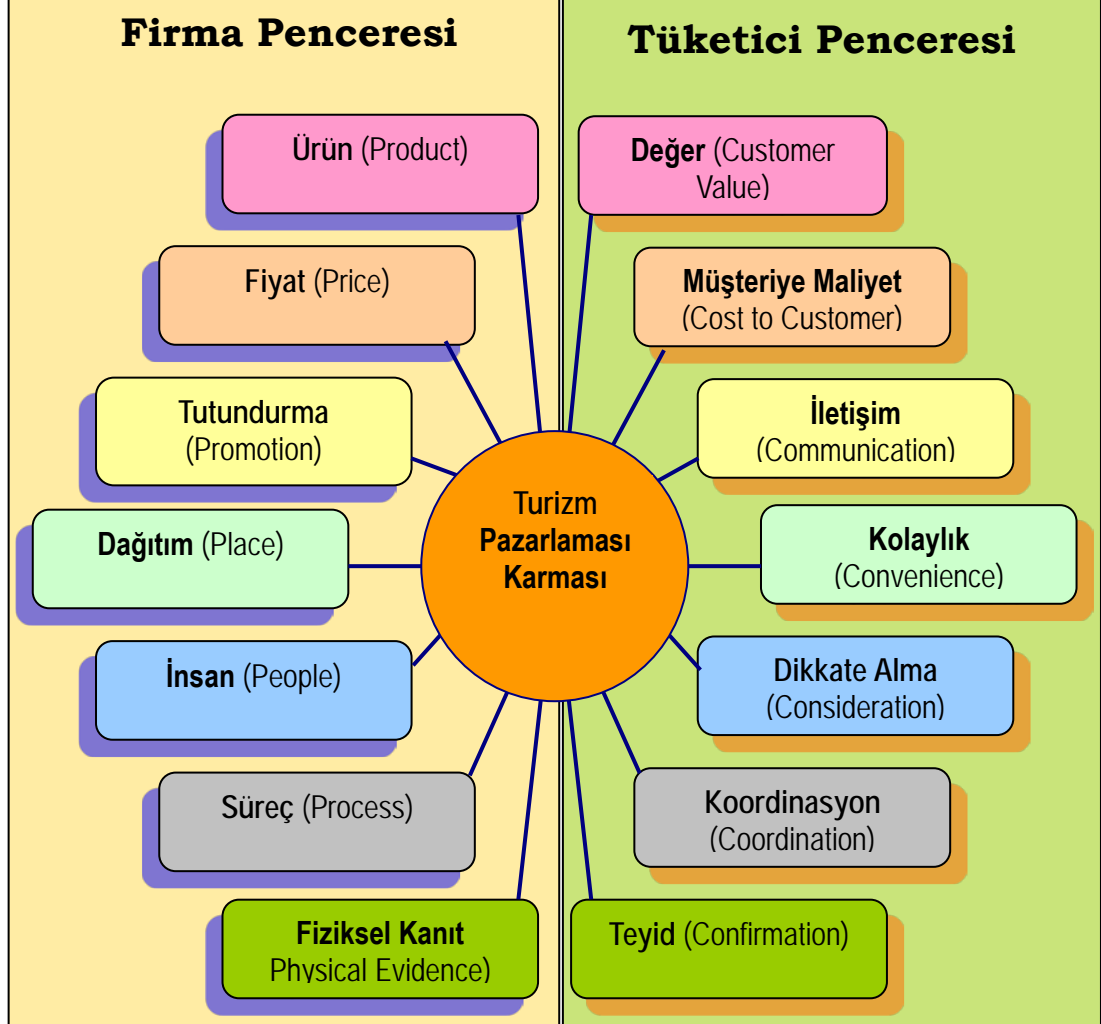 Firma Penceresi
Ürün (Product)
Fiyat (Price)
Tutundurma
(Promotion)
Dağıtım (Place)
İnsan (People)
Süreç (Process)
Fiziksel Kanıt
Physical Evidence)
Turizm
Pazarlaması
Karması
Tüketici Penceresi
Değer (Customer
Value)
Müşteriye Maliyet
(Cost to Customer)
İletişim
(Communication)
Kolaylık
(Convenience)
Dikkate Alma
(Consideration)
Koordinasyon
(Coordination)
Teyid (Confirmation)